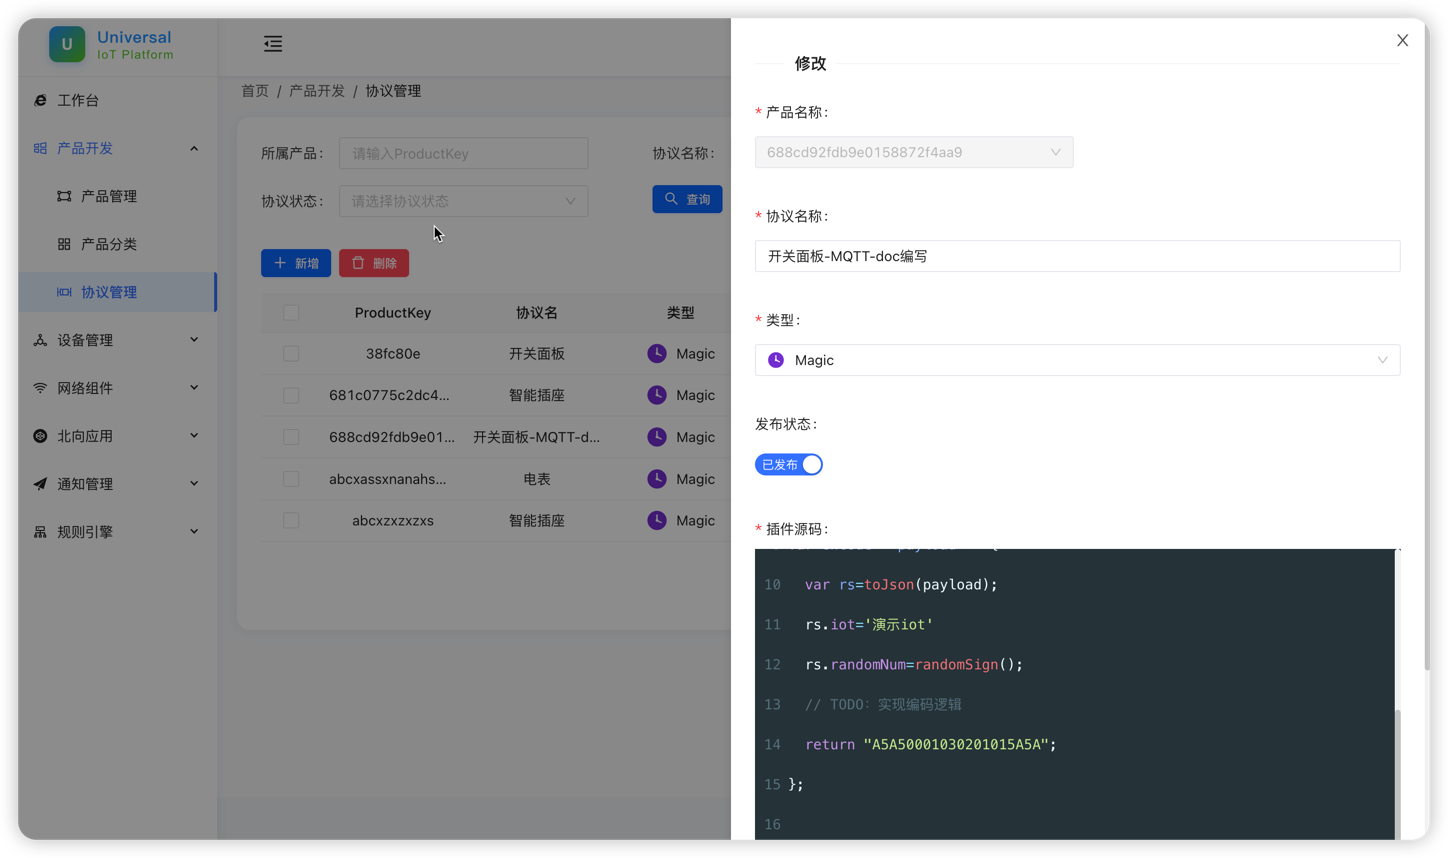 U
Universal
IoT Platform
工作台
产品开发
产品管理
产品分类
协议管理
设备管理
网络组件
北向应用
通知管理
规则引擎
首页 / 产品开发 / 协议管理
所属产品: 请输入ProductKey 协议名称:
协议状态: 请选择协议状态 查询
新增 删除
ProductKey 协议名 类型
38fc80e 开关面板 Magic
681c0775c2dc4... 智能插座 Magic
688cd92fdb9e01... 开关面板-MQTT-d... Magic
abcxassxnanahs... 电表 Magic
abcxzxzxzxs 智能插座 Magic
修改
* 产品名称:
688cd92fdb9e0158872f4aa9
* 协议名称:
开关面板-MQTT-doc编写
* 类型:
Magic
发布状态:
已发布
* 插件源码:
10 var rs=toJson(payload);
11 rs.iot='演示iot'
12 rs.randomNum=randomSign();
13 // TODO: 实现编码逻辑
14 return "A5A50001030201015A5A";
15 };
16